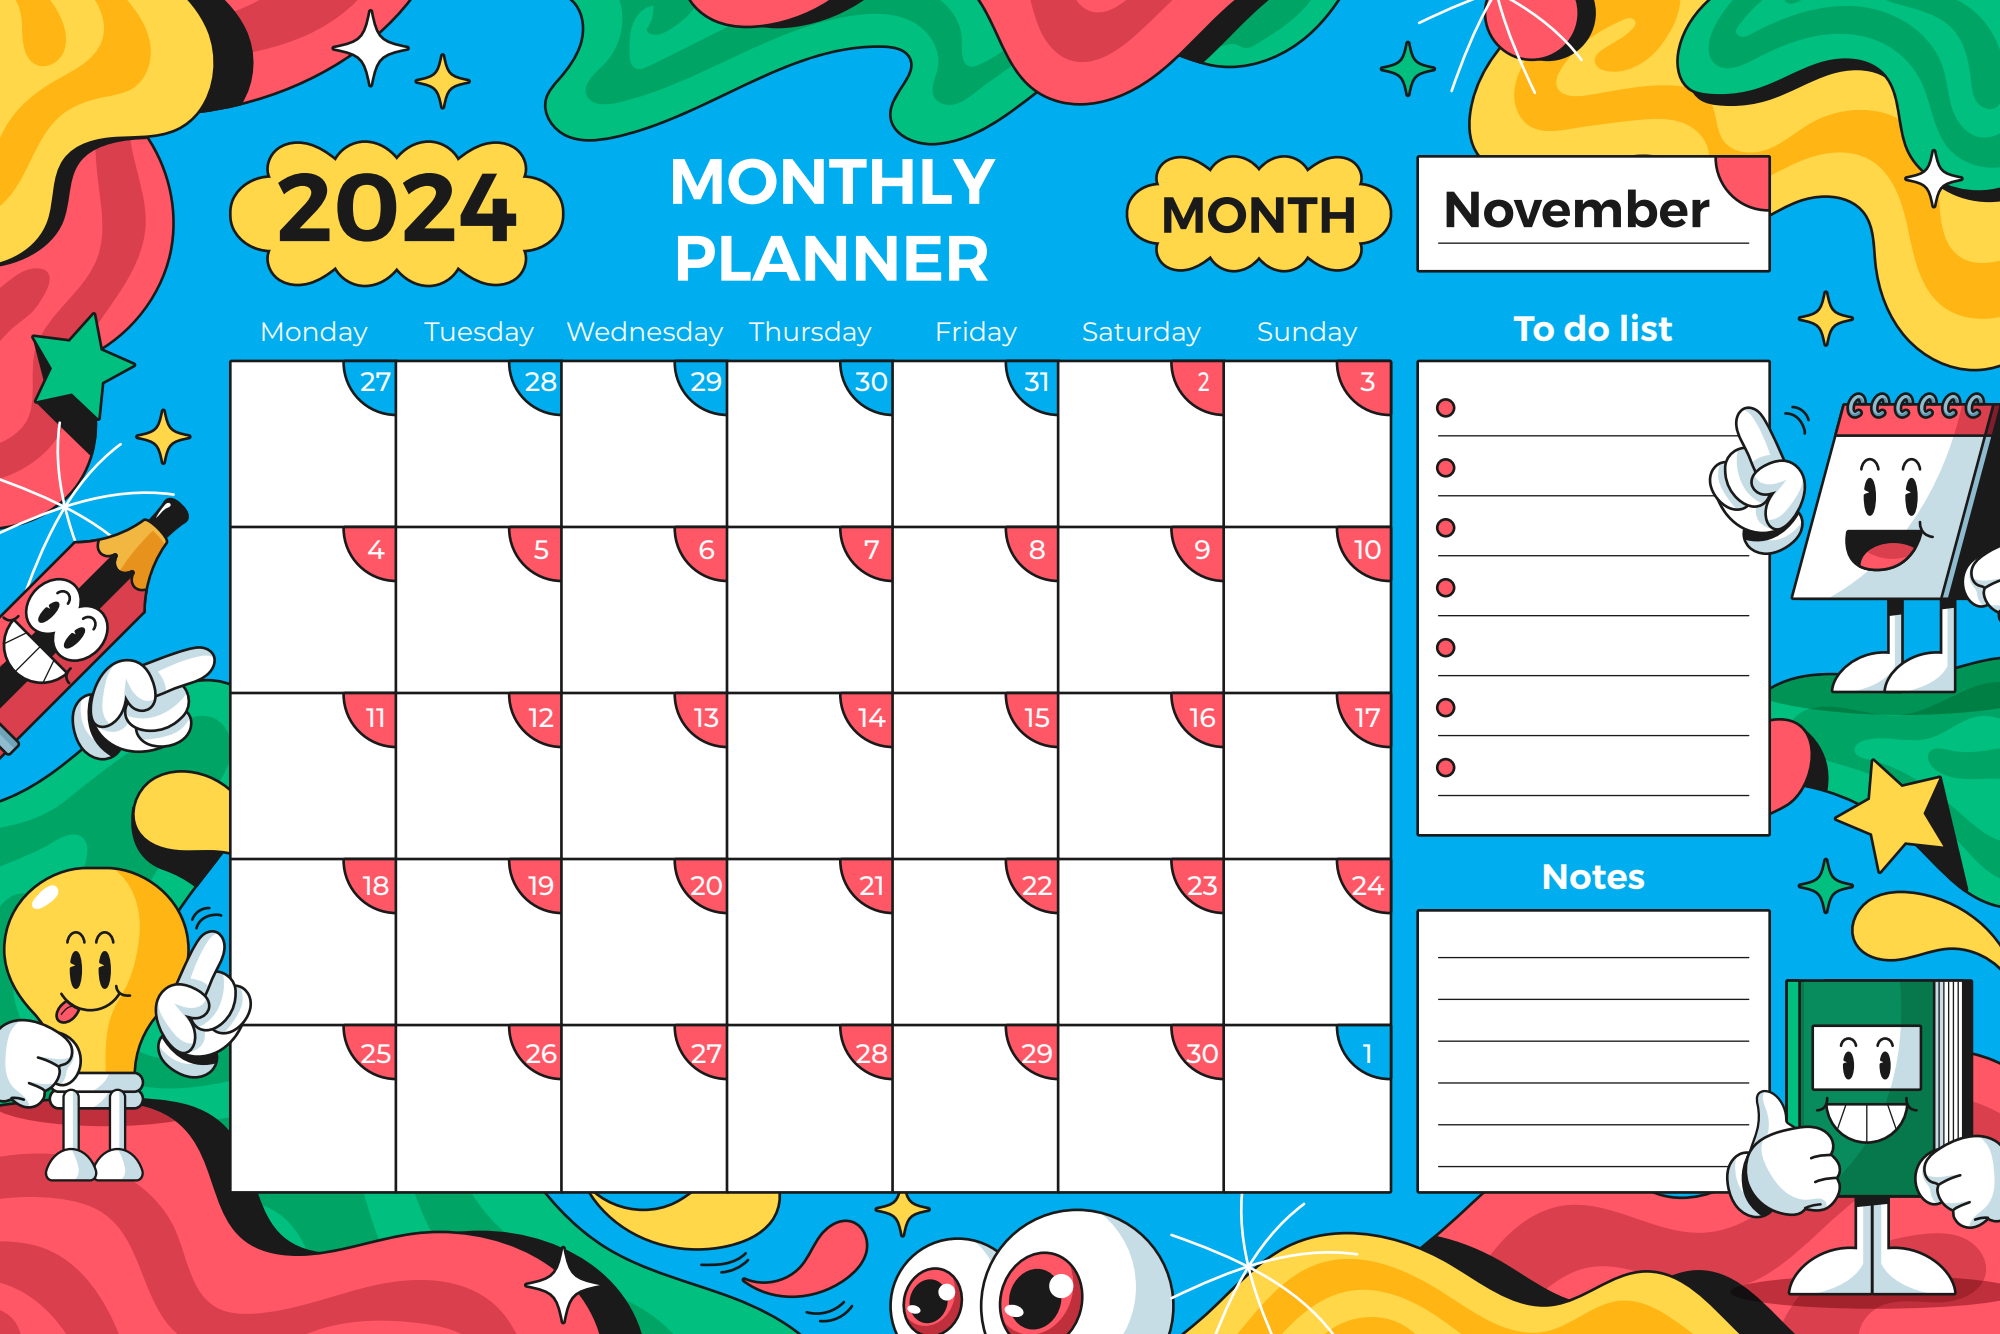 2024
MONTHLY
PLANNER
MONTH
November
Monday Tuesday Wednesday Thursday Friday Saturday Sunday
27 28 29 30 31 2 3
4 5 6 7 8 9 10
11 12 13 14 15 16 17
18 19 20 21 22 23 24
25 26 27 28 29 30 1
To do list
Notes